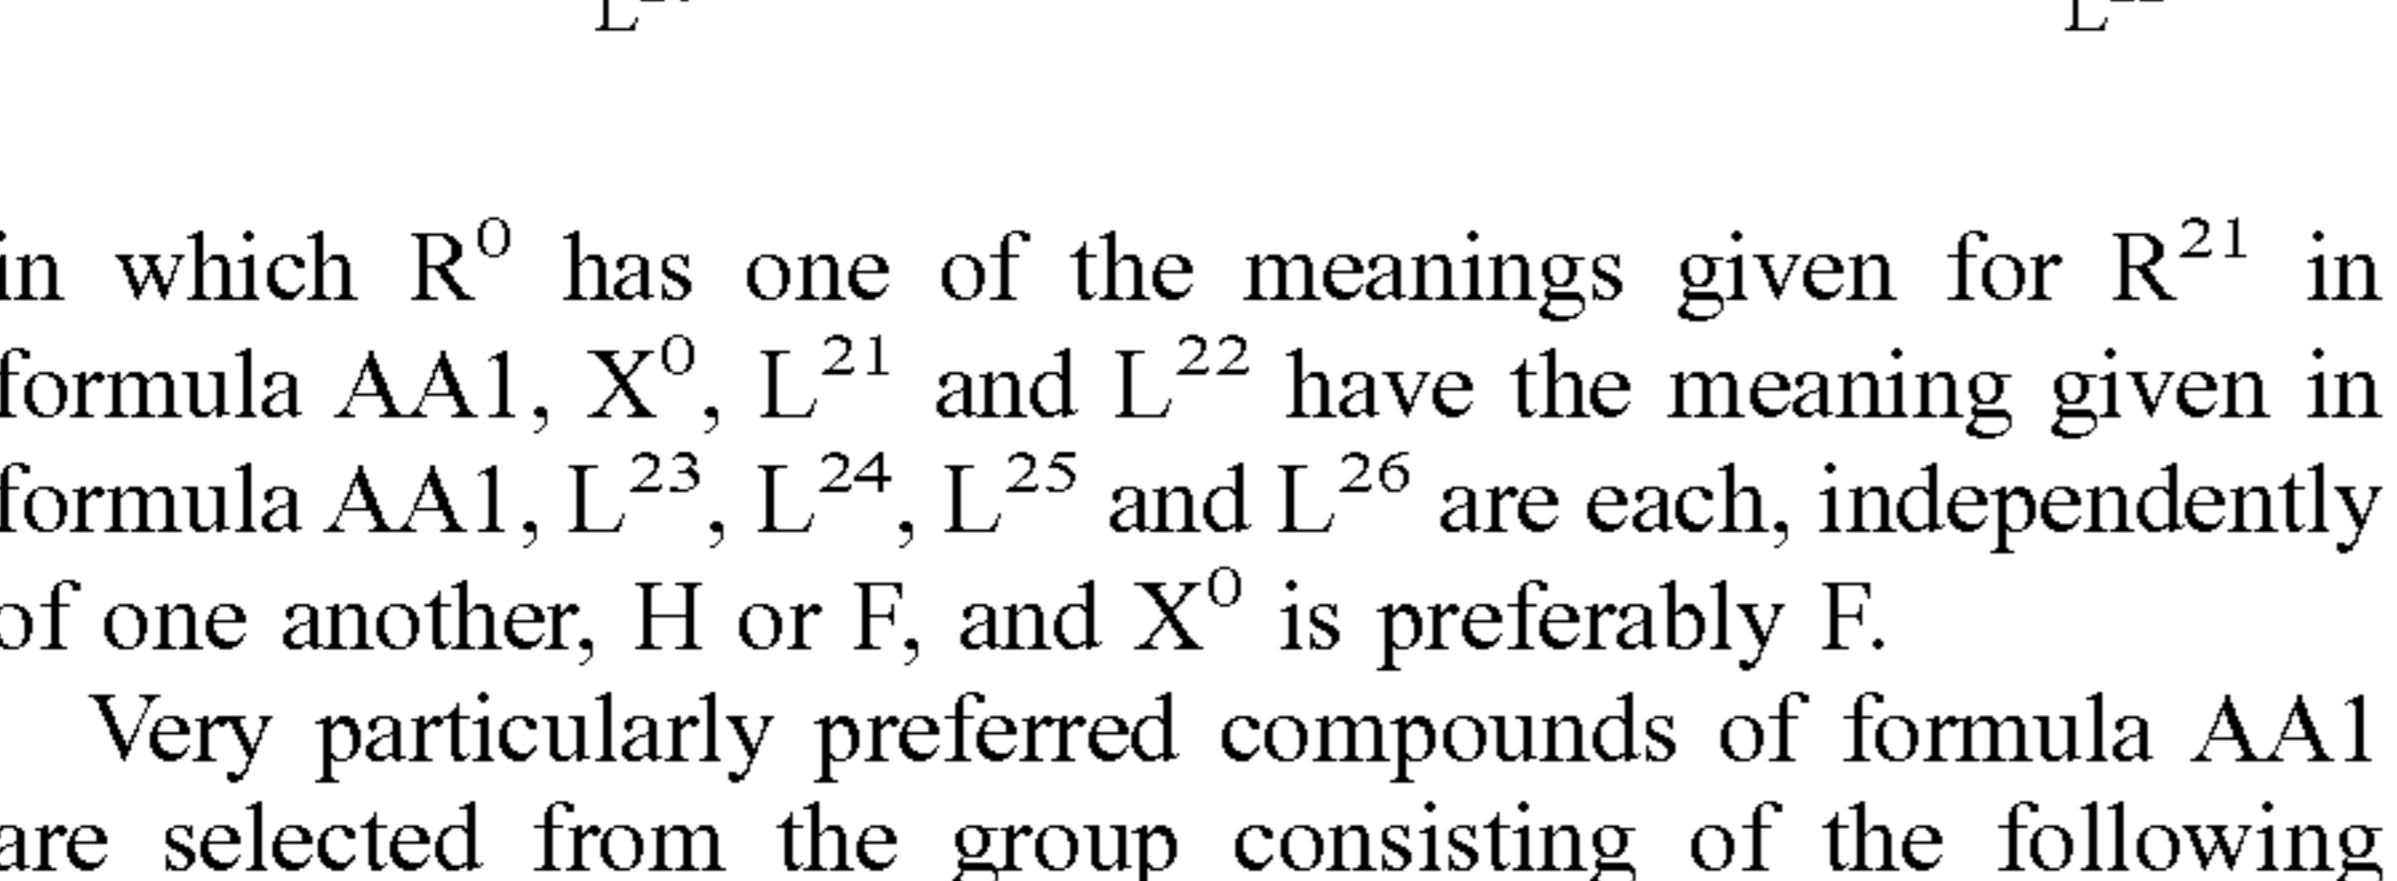 in which R⁰ has one of the meanings given for R²¹ in
formula AA1, X⁰, L²¹ and L²² have the meaning given in
formula AA1, L²³, L²⁴, L²⁵ and L²⁶ are each, independently
of one another, H or F, and X⁰ is preferably F.
Very particularly preferred compounds of formula AA1
are selected from the group consisting of the following